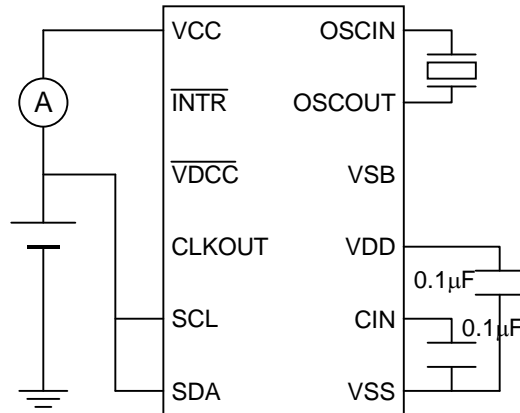 VCC
OSCIN
A
INTR
OSCOUT
VDCC
VSB
CLKOUT
VDD
0.1μF
SCL
CIN
0.1μF
SDA
VSS